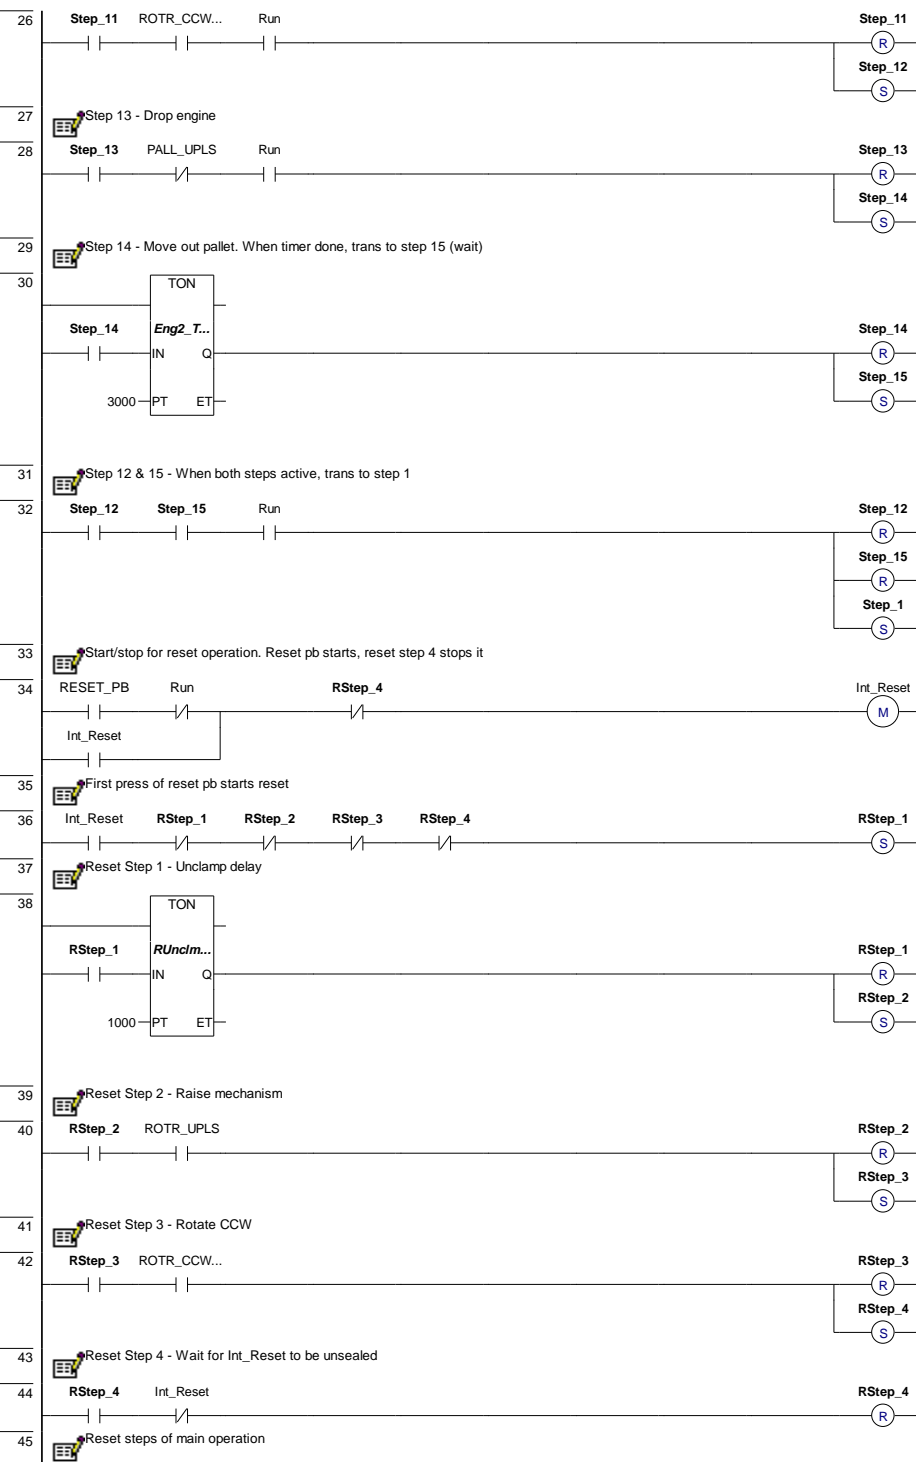 26 Step_11 ROTR_CCW... Run Step_11
R
Step_12
S
27 Step 13 - Drop engine
28 Step_13 PALL_UPLS Run Step_13
R
Step_14
S
29 Step 14 - Move out pallet. When timer done, trans to step 15 (wait)
30 TON
Step_14 Eng2_T... Step_14
IN Q R
Step_15
3000 PT ET S
31 Step 12 & 15 - When both steps active, trans to step 1
32 Step_12 Step_15 Run Step_12
R
Step_15
R
Step_1
S
33 Start/stop for reset operation. Reset pb starts, reset step 4 stops it
34 RESET_PB Run RStep_4 Int_Reset
M
Int_Reset
35 First press of reset pb starts reset
36 Int_Reset RStep_1 RStep_2 RStep_3 RStep_4 RStep_1
S
37 Reset Step 1 - Unclamp delay
38 TON
RStep_1 RUnclm... RStep_1
IN Q R
RStep_2
1000 PT ET S
39 Reset Step 2 - Raise mechanism
40 RStep_2 ROTR_UPLS RStep_2
R
RStep_3
S
41 Reset Step 3 - Rotate CCW
42 RStep_3 ROTR_CCW... RStep_3
R
RStep_4
S
43 Reset Step 4 - Wait for Int_Reset to be unsealed
44 RStep_4 Int_Reset RStep_4
R
45 Reset steps of main operation